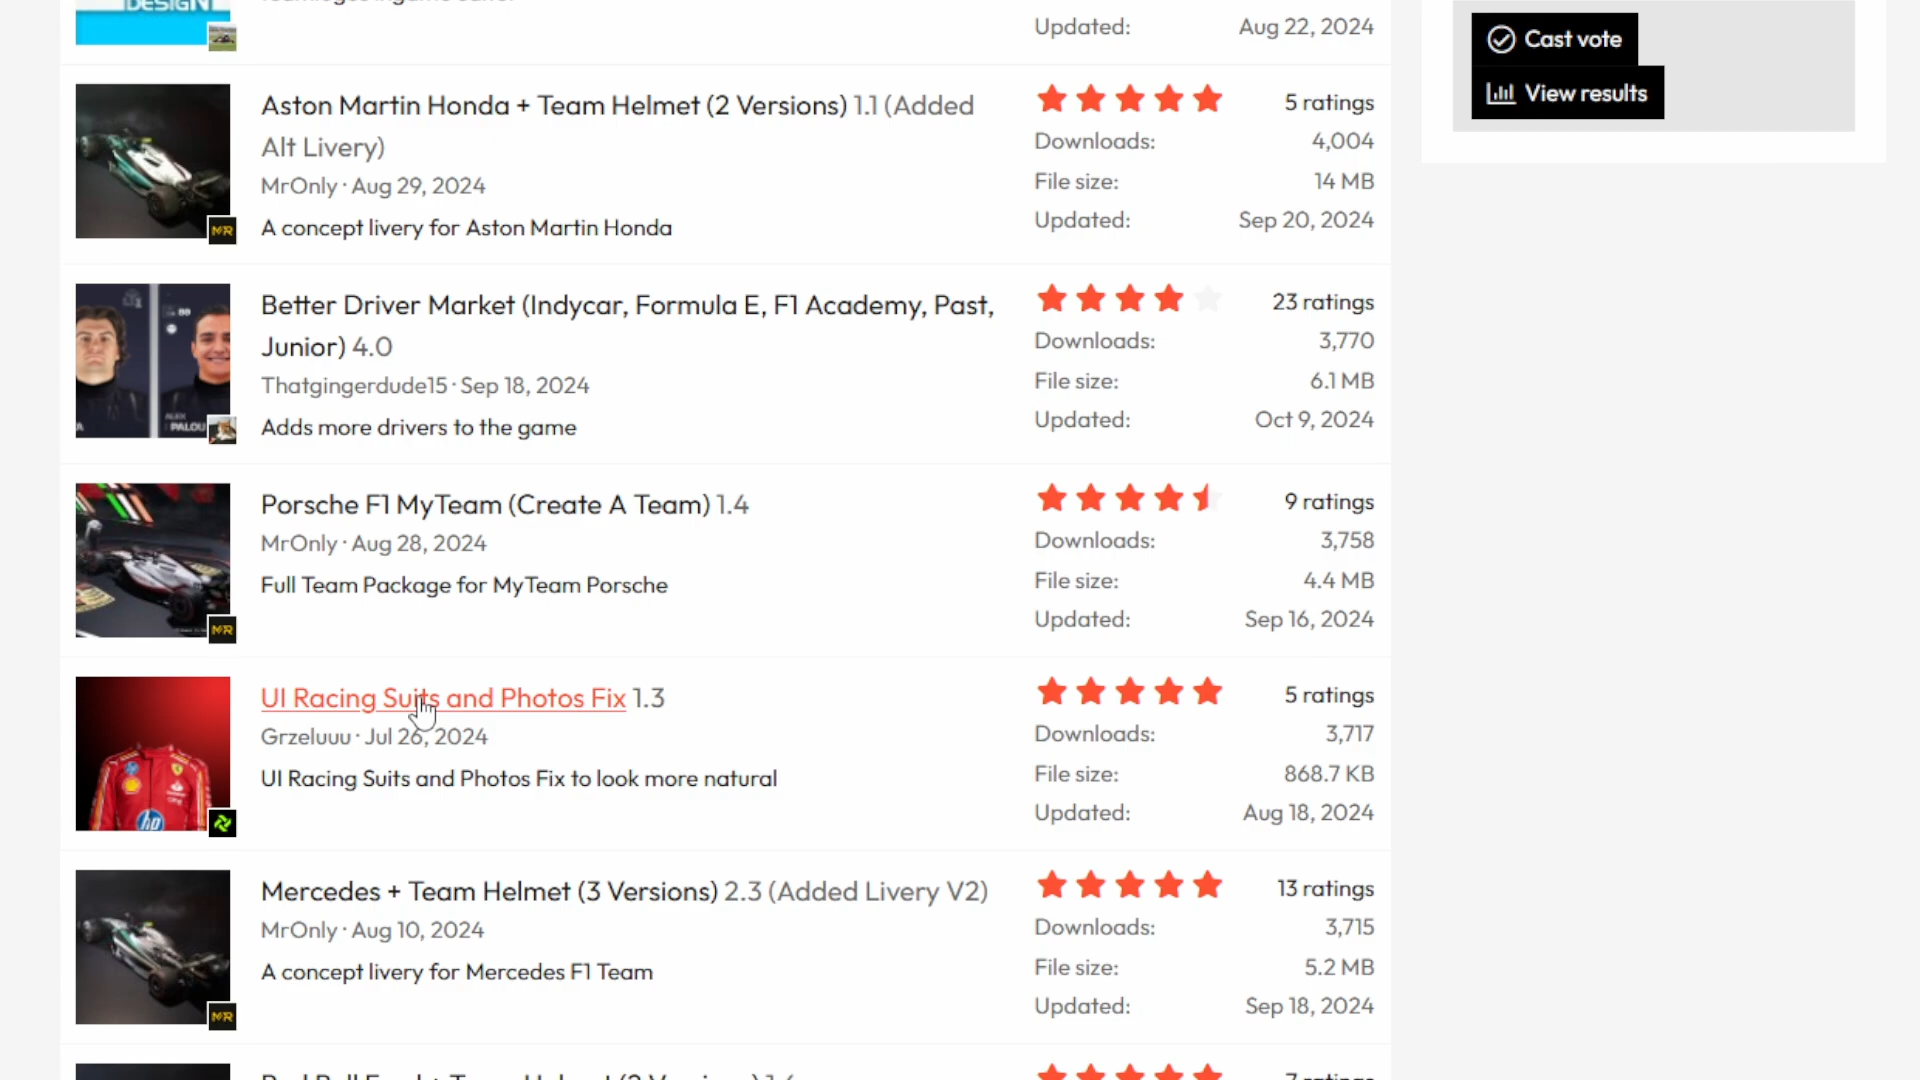 DESIGN
Updated: Aug 22, 2024
Cast vote
View results
Aston Martin Honda + Team Helmet (2 Versions) 1.1 (Added
Alt Livery)
MrOnly · Aug 29, 2024
A concept livery for Aston Martin Honda
5 ratings
Downloads: 4,004
File size: 14 MB
Updated: Sep 20, 2024
Better Driver Market (Indycar, Formula E, F1 Academy, Past,
Junior) 4.0
Thatgingerdude15 · Sep 18, 2024
Adds more drivers to the game
23 ratings
Downloads: 3,770
File size: 6.1 MB
Updated: Oct 9, 2024
PALOU
Porsche F1 MyTeam (Create A Team) 1.4
MrOnly · Aug 28, 2024
Full Team Package for MyTeam Porsche
9 ratings
Downloads: 3,758
File size: 4.4 MB
Updated: Sep 16, 2024
MR
UI Racing Suits and Photos Fix 1.3
Grzeluuu · Jul 26, 2024
UI Racing Suits and Photos Fix to look more natural
5 ratings
Downloads: 3,717
File size: 868.7 KB
Updated: Aug 18, 2024
hp
Mercedes + Team Helmet (3 Versions) 2.3 (Added Livery V2)
MrOnly · Aug 10, 2024
A concept livery for Mercedes F1 Team
13 ratings
Downloads: 3,715
File size: 5.2 MB
Updated: Sep 18, 2024
MR